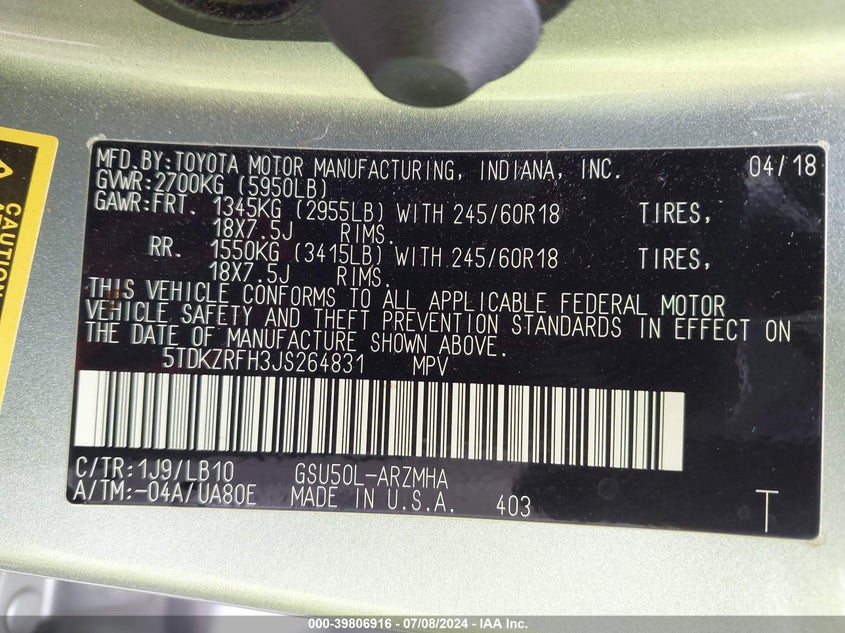 MFD.BY:TOYOTA MOTOR MANUFACTURING, INDIANA, INC. 04/18
GVWR:2700KG (5950LB)
GAWR:FRT. 1345KG (2955LB) WITH 245/60R18 TIRES,
18X7.5J RIMS.
RR. 1550KG (3415LB) WITH 245/60R18 TIRES,
18X7.5J RIMS.
THIS VEHICLE CONFORMS TO ALL APPLICABLE FEDERAL MOTOR
VEHICLE SAFETY AND THEFT PREVENTION STANDARDS IN EFFECT ON
THE DATE OF MANUFACTURE SHOWN ABOVE.
5TDKZRFH3JS264831 MPV
C/TR:1J9/LB10 GSU50L-ARZMHA
A/TM:-04A/UA80E MADE IN U.S.A. 403 T
CAUTION
000-39806916 - 07/08/2024 - IAA Inc.